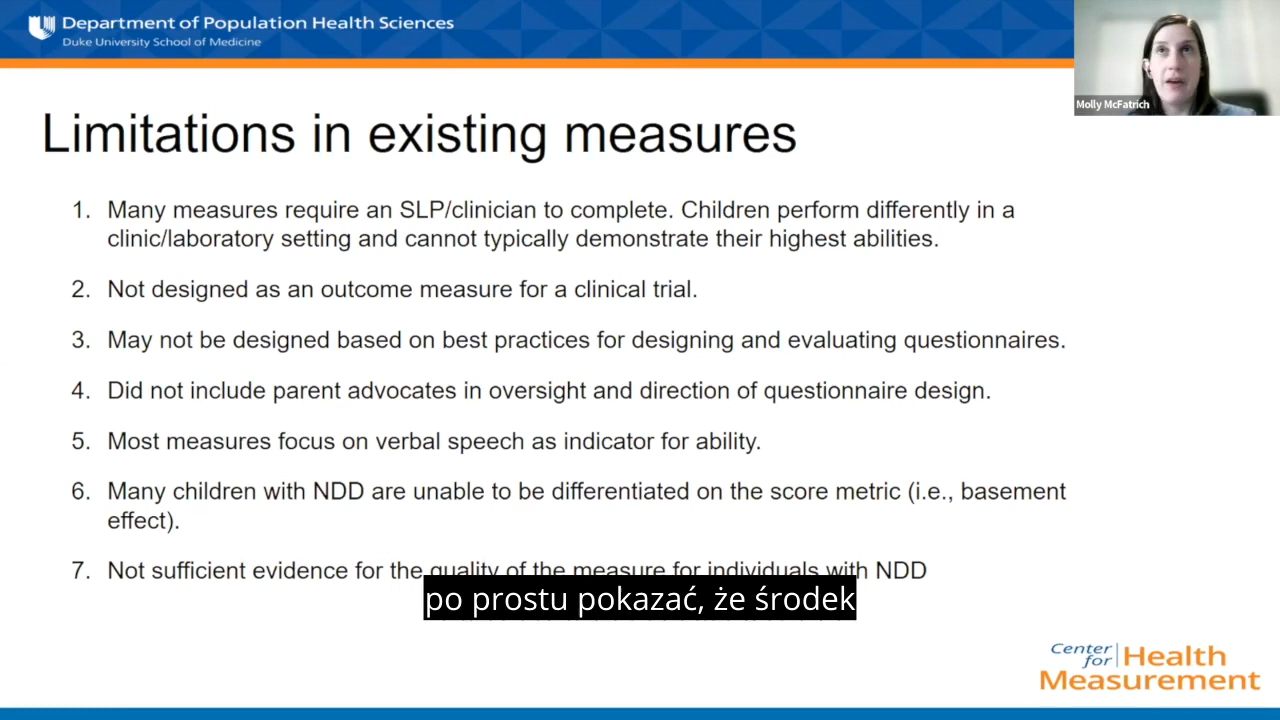 Department of Population Health Sciences
Duke University School of Medicine
Molly McFatrich
Limitations in existing measures
1. Many measures require an SLP/clinician to complete. Children perform differently in a
clinic/laboratory setting and cannot typically demonstrate their highest abilities.
2. Not designed as an outcome measure for a clinical trial.
3. May not be designed based on best practices for designing and evaluating questionnaires.
4. Did not include parent advocates in oversight and direction of questionnaire design.
5. Most measures focus on verbal speech as indicator for ability.
6. Many children with NDD are unable to be differentiated on the score metric (i.e., basement
effect).
7. Not sufficient evidence for the quality of the measure for individuals with NDD
po prostu pokazać, że środek
Center for Health
Measurement